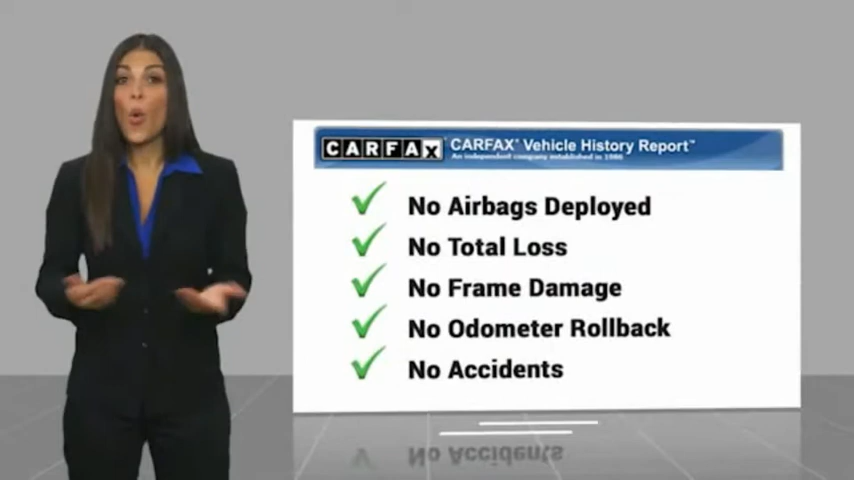 CARFAX CARFAX® Vehicle History Report™
An independent company established in 1986
No Airbags Deployed
No Total Loss
No Frame Damage
No Odometer Rollback
No Accidents
No Accidents